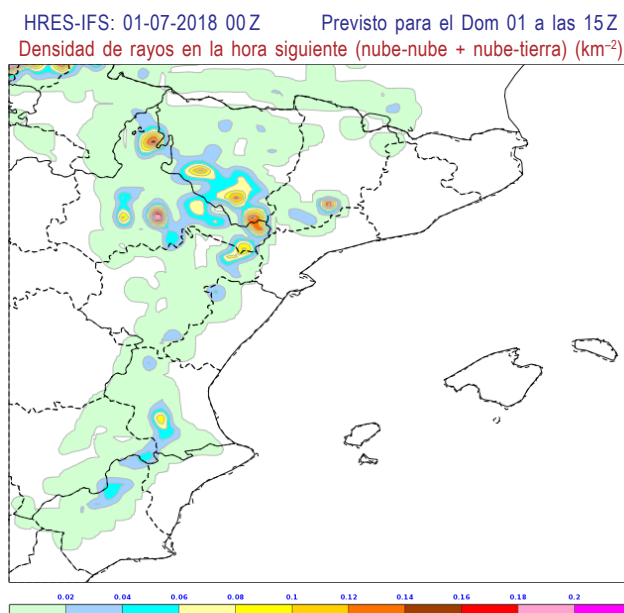 HRES-IFS: 01-07-2018 00 Z Previsto para el Dom 01 a las 15 Z
Densidad de rayos en la hora siguiente (nube-nube + nube-tierra) (km⁻²)
0.02 0.04 0.06 0.08 0.1 0.12 0.14 0.16 0.18 0.2